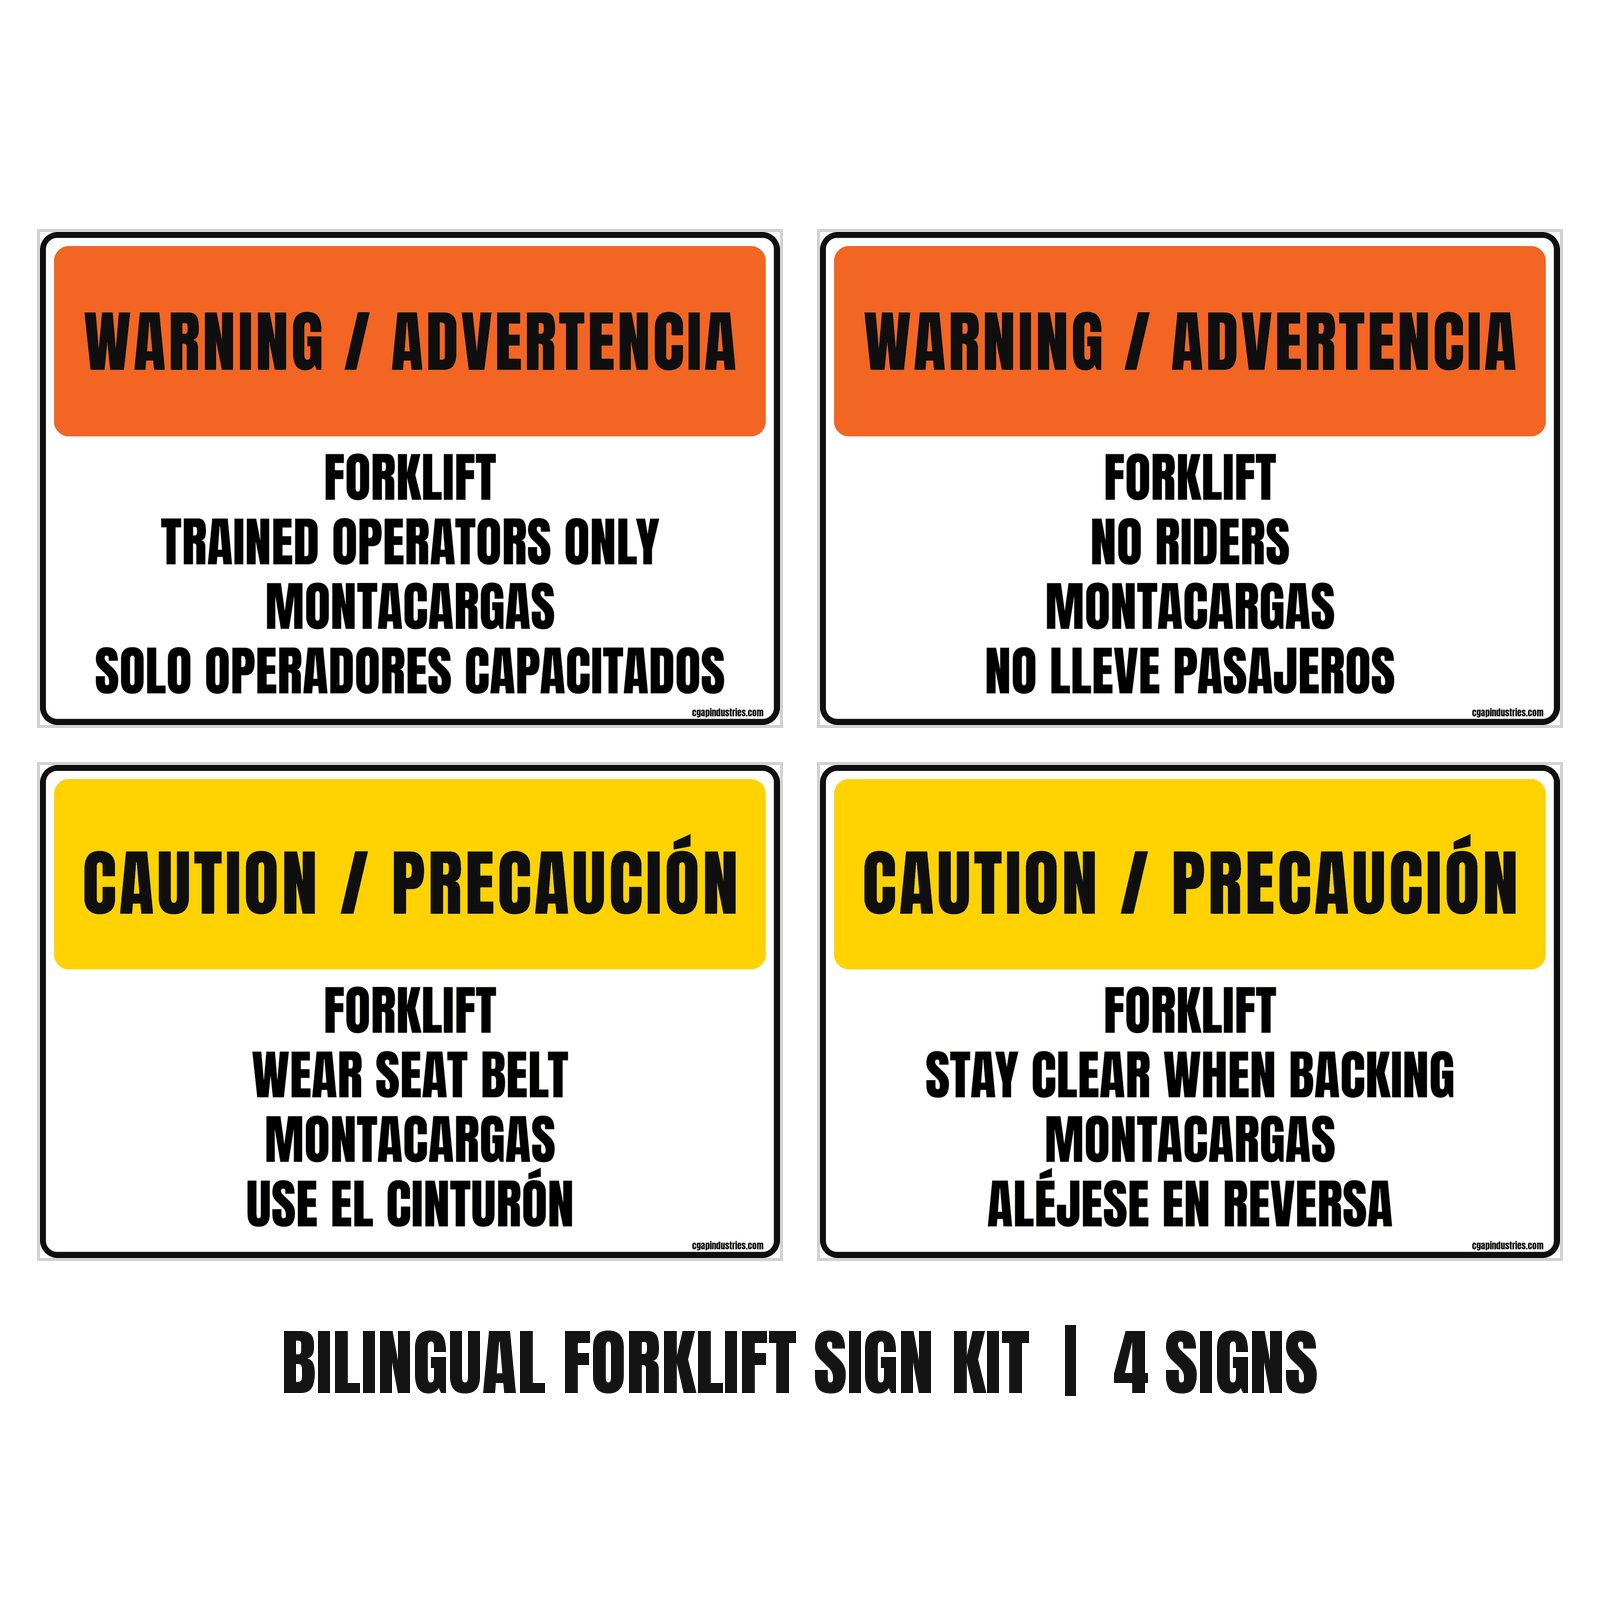 WARNING / ADVERTENCIA
FORKLIFT
TRAINED OPERATORS ONLY
MONTACARGAS
SOLO OPERADORES CAPACITADOS
cgapindustries.com
WARNING / ADVERTENCIA
FORKLIFT
NO RIDERS
MONTACARGAS
NO LLEVE PASAJEROS
cgapindustries.com
CAUTION / PRECAUCIÓN
FORKLIFT
WEAR SEAT BELT
MONTACARGAS
USE EL CINTURÓN
cgapindustries.com
CAUTION / PRECAUCIÓN
FORKLIFT
STAY CLEAR WHEN BACKING
MONTACARGAS
ALÉJESE EN REVERSA
cgapindustries.com
BILINGUAL FORKLIFT SIGN KIT | 4 SIGNS